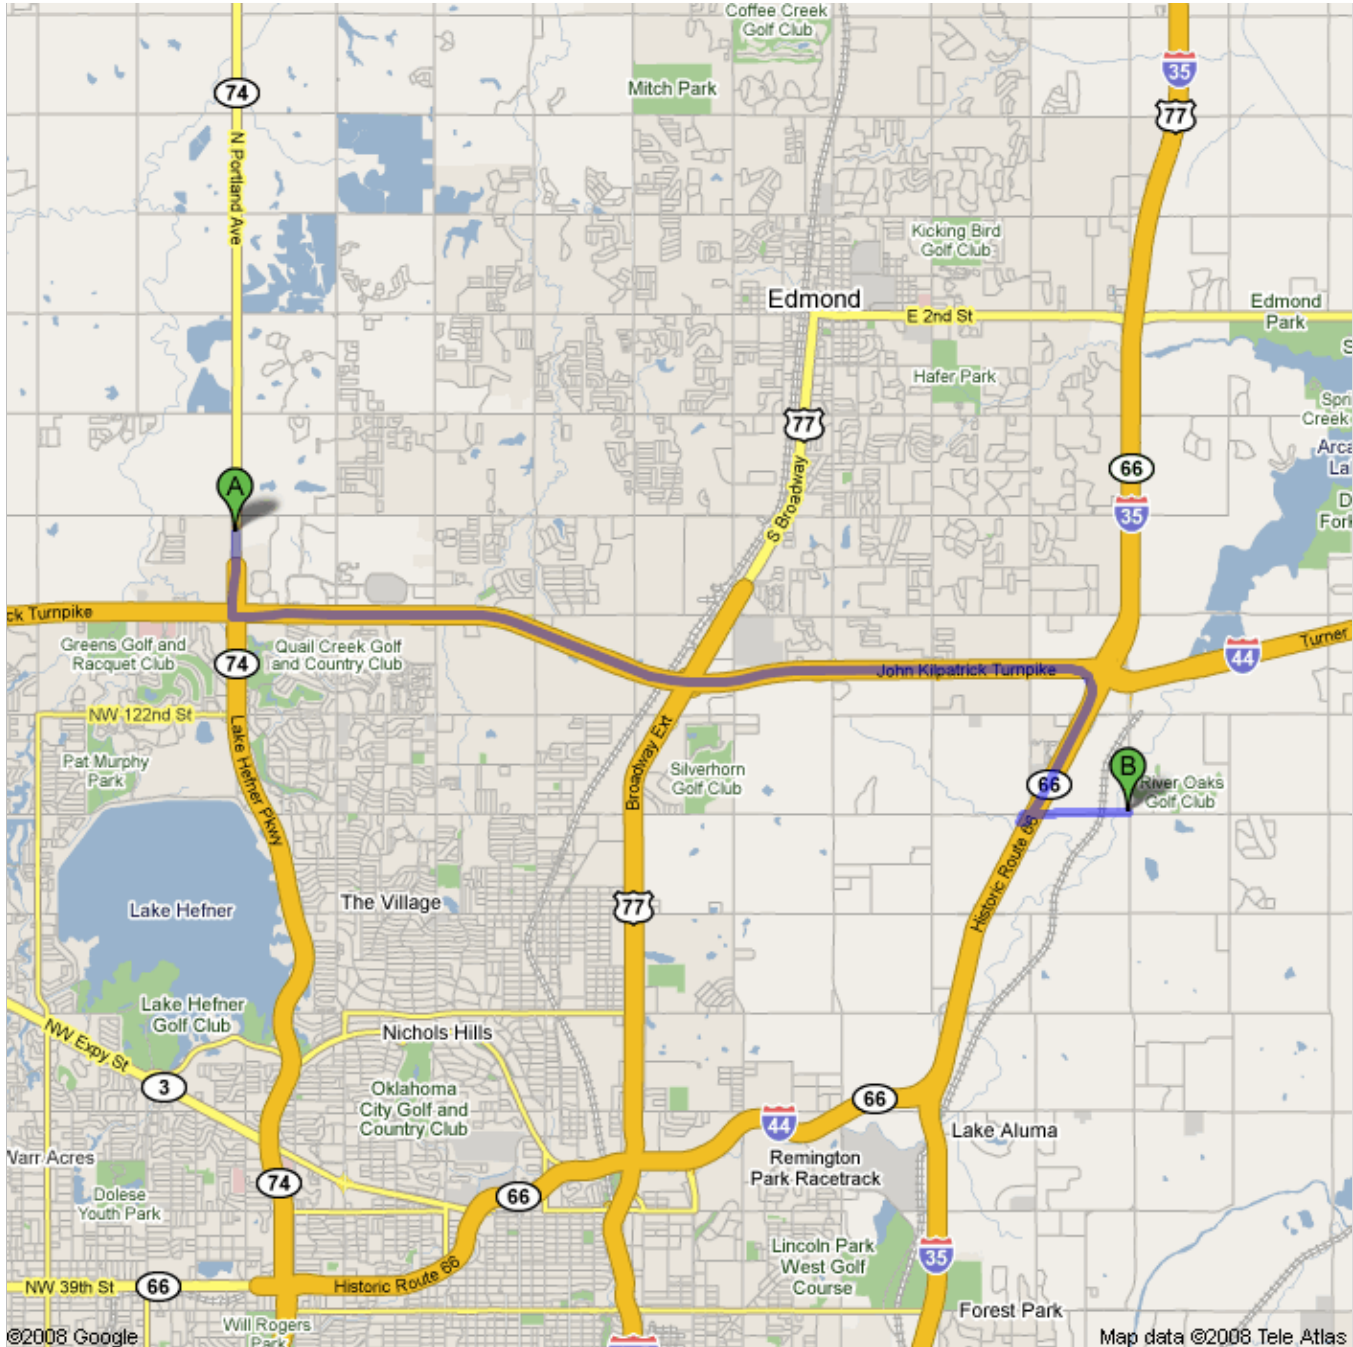 Coffee Creek
Golf Club
35
74
Mitch Park
77
N Portland Ave
Kicking Bird
Golf Club
Edmond
E 2nd St
Edmond
Park
S
Hafer Park
Spri
Creek
77
Arca
La
66
S Broadway
A
35
D
Fork
ck Turnpike
Greens Golf and
Racquet Club
74
Quail Creek Golf
and Country Club
John Kilpatrick Turnpike
44
Turner
NW 122nd St
Lake Hefner Pkwy
Broadway Ext
Pat Murphy
Park
Silverhorn
Golf Club
66
B
River Oaks
Golf Club
Historic Route 66
Lake Hefner
The Village
77
Lake Hefner
Golf Club
NW Expy St
Nichols Hills
3
Oklahoma
City Golf and
Country Club
66
44
Lake Aluma
Warr Acres
Remington
Park Racetrack
Dolese
Youth Park
74
66
Lincoln Park
West Golf
Course
35
NW 39th St
66
Historic Route 66
Forest Park
Will Rogers
Park
©2008 Google
Map data ©2008 Tele Atlas